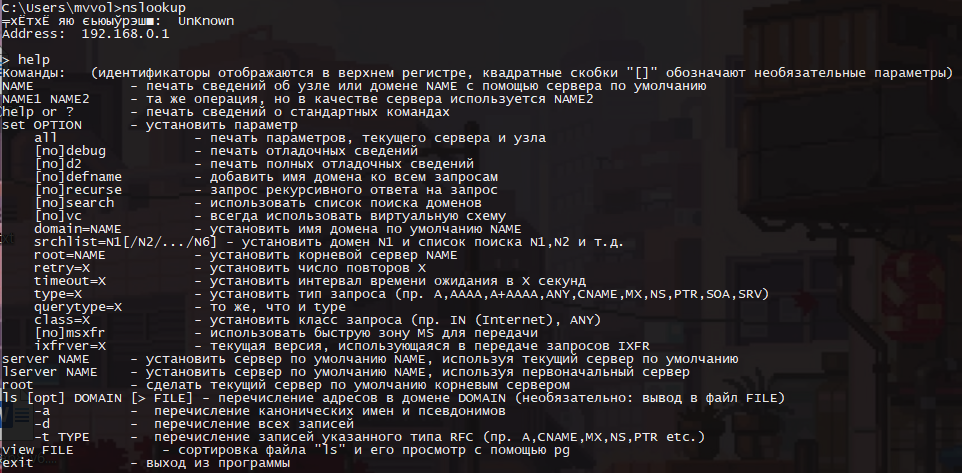 C:\Users\mvvol>nslookup
╤хЁтхЁ яю єьюыўрэш■:  UnKnown
Address:  192.168.0.1
> help
Команды:   (идентификаторы отображаются в верхнем регистре, квадратные скобки "[]" обозначают необязательные параметры)
NAME            - печать сведений об узле или домене NAME с помощью сервера по умолчанию
NAME1 NAME2     - та же операция, но в качестве сервера используется NAME2
help or ?       - печать сведений о стандартных командах
set OPTION      - установить параметр
    all                 - печать параметров, текущего сервера и узла
    [no]debug           - печать отладочных сведений
    [no]d2              - печать полных отладочных сведений
    [no]defname         - добавить имя домена ко всем запросам
    [no]recurse         - запрос рекурсивного ответа на запрос
    [no]search          - использовать список поиска доменов
    [no]vc              - всегда использовать виртуальную схему
    domain=NAME         - установить имя домена по умолчанию NAME
    srchlist=N1[/N2/.../N6] - установить домен N1 и список поиска N1,N2 и т.д.
    root=NAME           - установить корневой сервер NAME
    retry=X             - установить число повторов X
    timeout=X           - установить интервал времени ожидания в X секунд
    type=X              - установить тип запроса (пр. A,AAAA,A+AAAA,ANY,CNAME,MX,NS,PTR,SOA,SRV)
    querytype=X         - то же, что и type
    class=X             - установить класс запроса (пр. IN (Internet), ANY)
    [no]msxfr           - использовать быструю зону MS для передачи
    ixfrver=X           - текущая версия, использующаяся в передаче запросов IXFR
server NAME     - установить сервер по умолчанию NAME, используя текущий сервер по умолчанию
lserver NAME    - установить сервер по умолчанию NAME, используя первоначальный сервер
root            - сделать текущий сервер по умолчанию корневым сервером
ls [opt] DOMAIN [> FILE] - перечисление адресов в домене DOMAIN (необязательно: вывод в файл FILE)
    -a          -  перечисление канонических имен и псевдонимов
    -d          -  перечисление всех записей
    -t TYPE     -  перечисление записей указанного типа RFC (пр. A,CNAME,MX,NS,PTR etc.)
view FILE           - сортировка файла "ls" и его просмотр с помощью pg
exit            - выход из программы